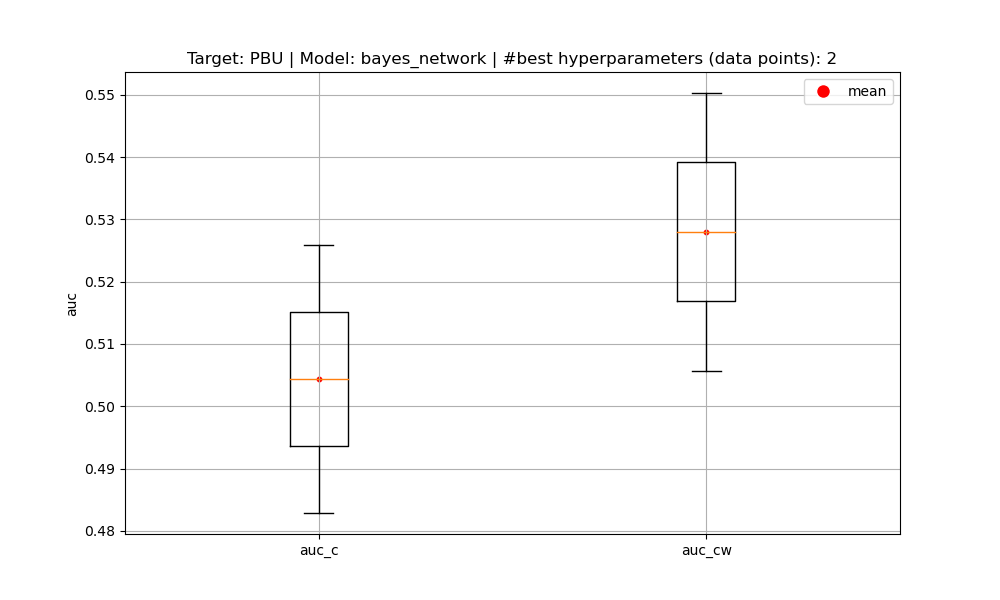 Target: PBU | Model: bayes_network | #best hyperparameters (data points): 2
mean
0.55
0.54
0.53
0.52
0.51
0.50
0.49
0.48
auc
auc_c
auc_cw